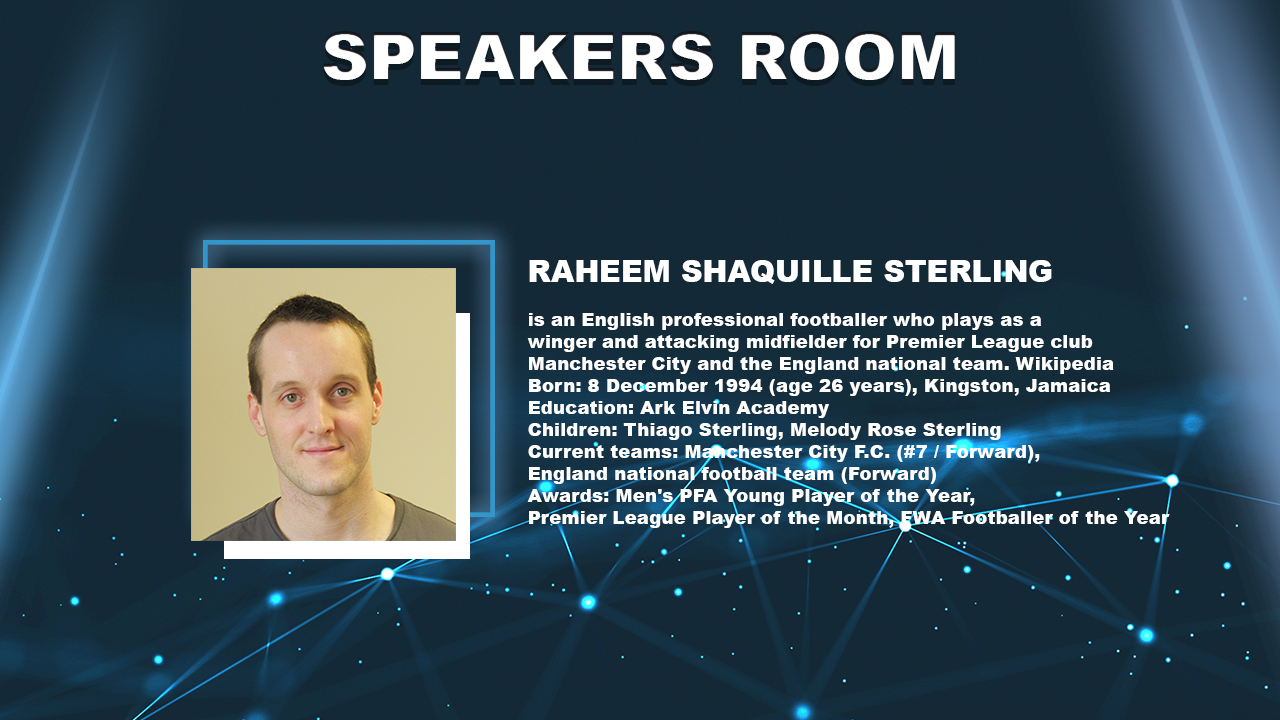 SPEAKERS ROOM
RAHEEM SHAQUILLE STERLING
is an English professional footballer who plays as a
winger and attacking midfielder for Premier League club
Manchester City and the England national team. Wikipedia
Born: 8 December 1994 (age 26 years), Kingston, Jamaica
Education: Ark Elvin Academy
Children: Thiago Sterling, Melody Rose Sterling
Current teams: Manchester City F.C. (#7 / Forward),
England national football team (Forward)
Awards: Men's PFA Young Player of the Year,
Premier League Player of the Month, FWA Footballer of the Year